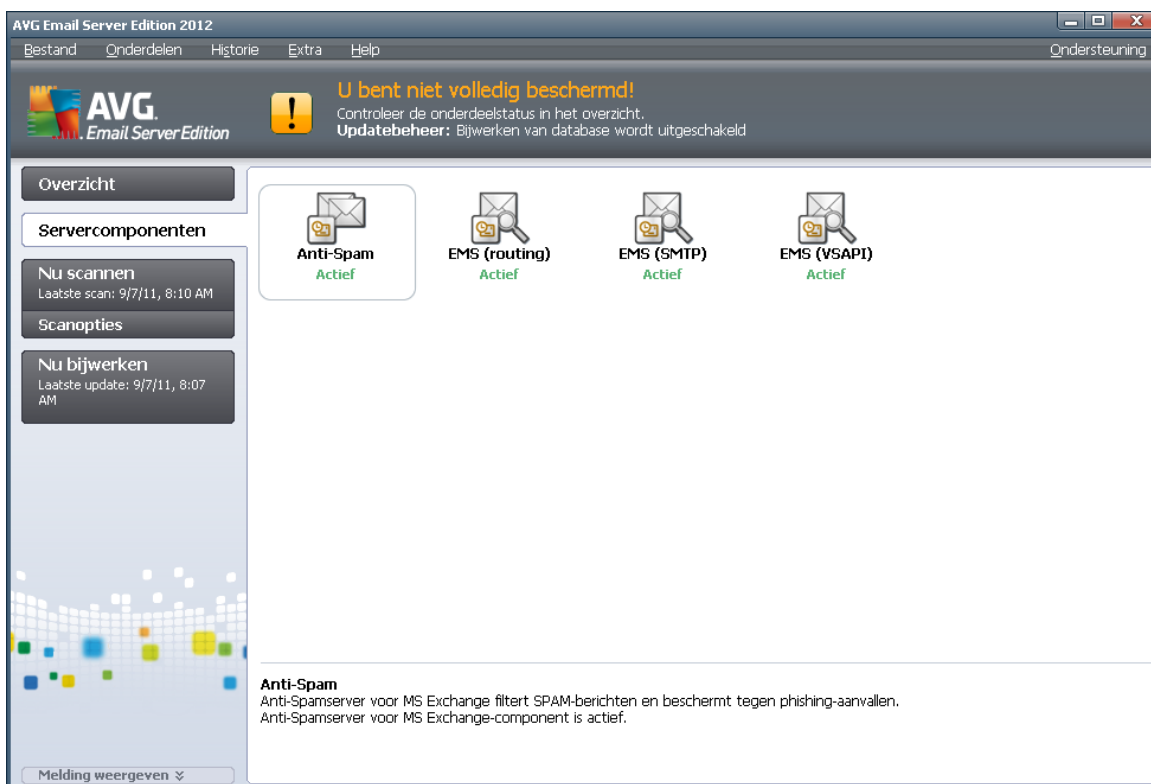 AVG Email Server Edition 2012
Bestand Onderdelen Historie Extra Help Ondersteuning
AVG.
Email Server Edition
U bent niet volledig beschermd!
Controleer de onderdeelstatus in het overzicht.
Updatebeheer: Bijwerken van database wordt uitgeschakeld
Overzicht
Servercomponenten
Nu scannen
Laatste scan: 9/7/11, 8:10 AM
Scanopties
Nu bijwerken
Laatste update: 9/7/11, 8:07
AM
Anti-Spam
Actief
EMS (routing)
Actief
EMS (SMTP)
Actief
EMS (VSAPI)
Actief
Anti-Spam
Anti-Spamserver voor MS Exchange filtert SPAM-berichten en beschermt tegen phishing-aanvallen.
Anti-Spamserver voor MS Exchange-component is actief.
Melding weergeven